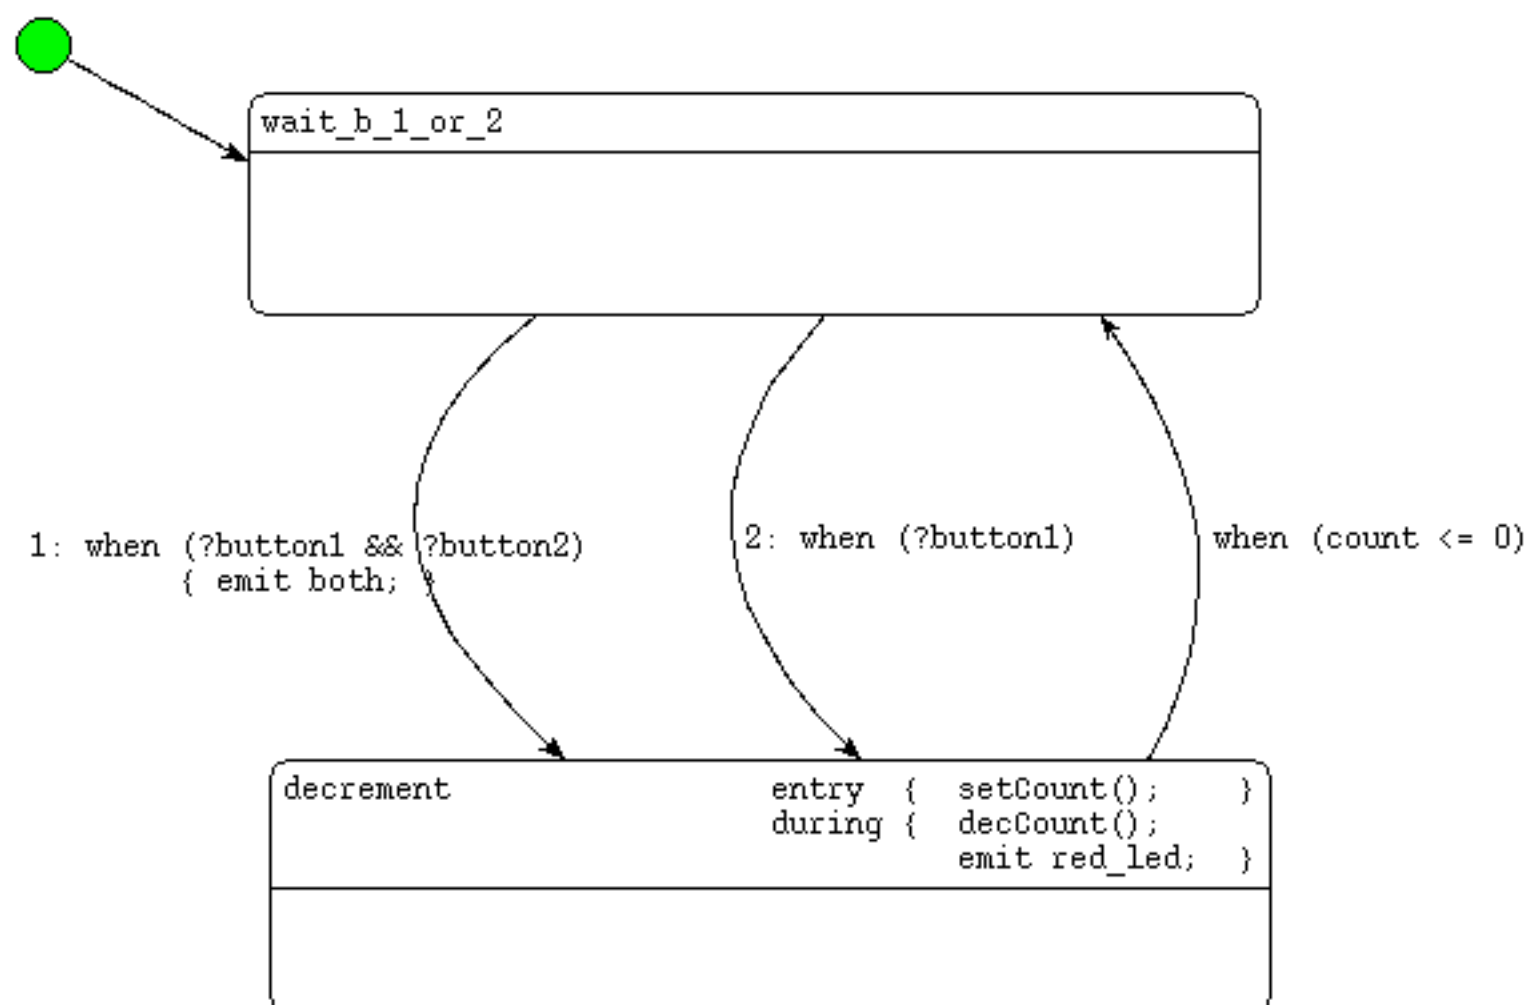 wait_b_1_or_2
1: when (?button1 && ?button2)
{ emit both; }
2: when (?button1)
when (count <= 0)
decrement entry { setCount(); }
during { decCount();
emit red_led; }